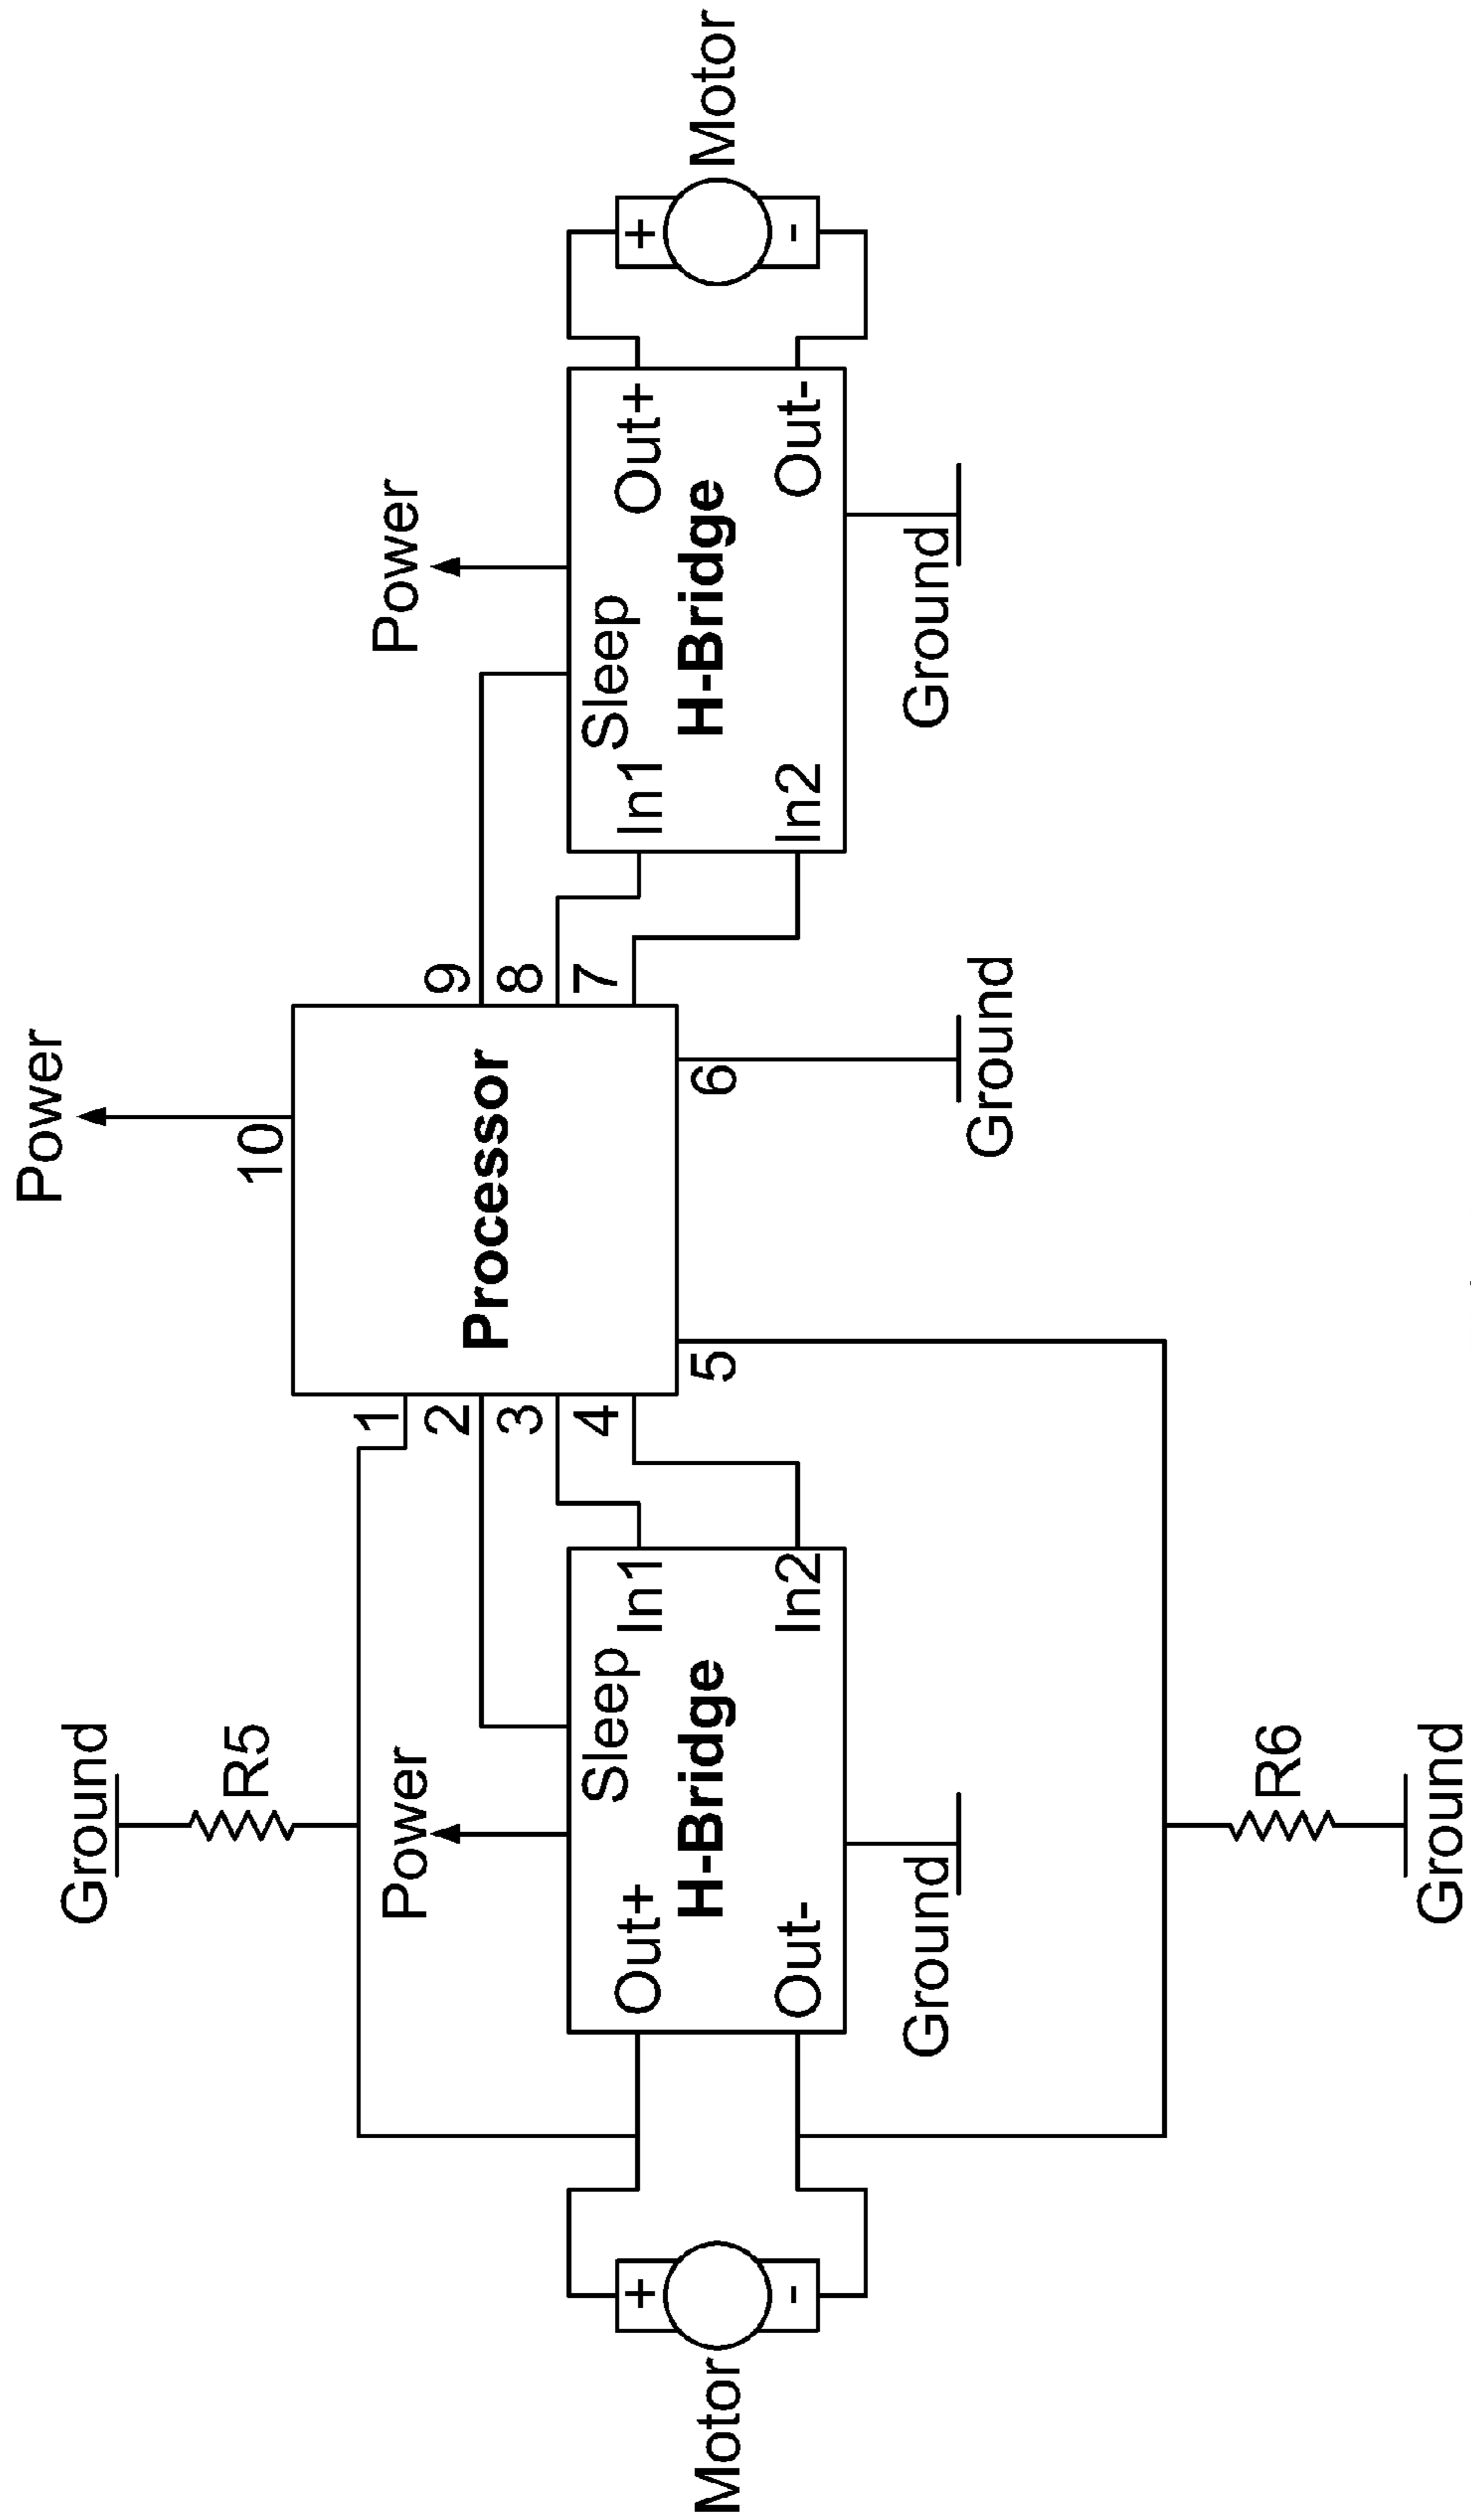 Power
10
Processor
1
2
3
4
5
6
7
8
9
Ground
Ground
R5
Power
Sleep
In1
In2
H-Bridge
Out+
Out-
Ground
+
-
Motor
R6
Ground
Power
Sleep
In1
In2
H-Bridge
Out+
Out-
Ground
+
-
Motor